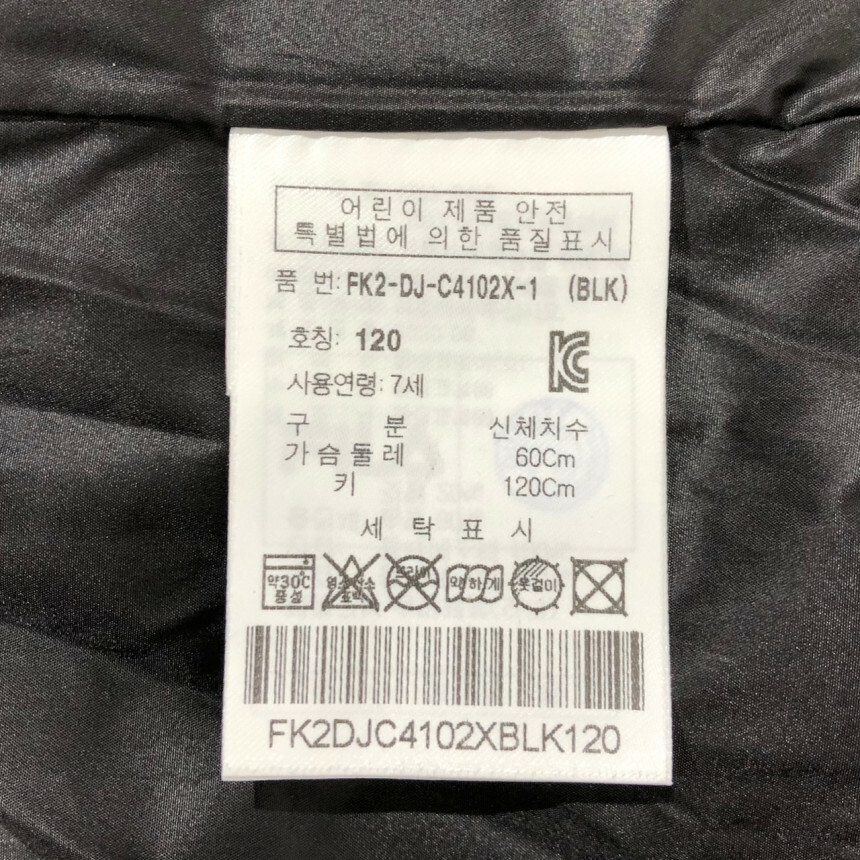 어린이 제품 안전
특별법에 의한 품질표시
품 번: FK2-DJ-C4102X-1 (BLK)
호칭: 120
사용연령: 7세
구 분 신체치수
가슴둘레 60Cm
키 120Cm
세 탁 표 시
약30℃ 중성 염소산소 표백 드라이 약하게 옷걸이
FK2DJC4102XBLK120